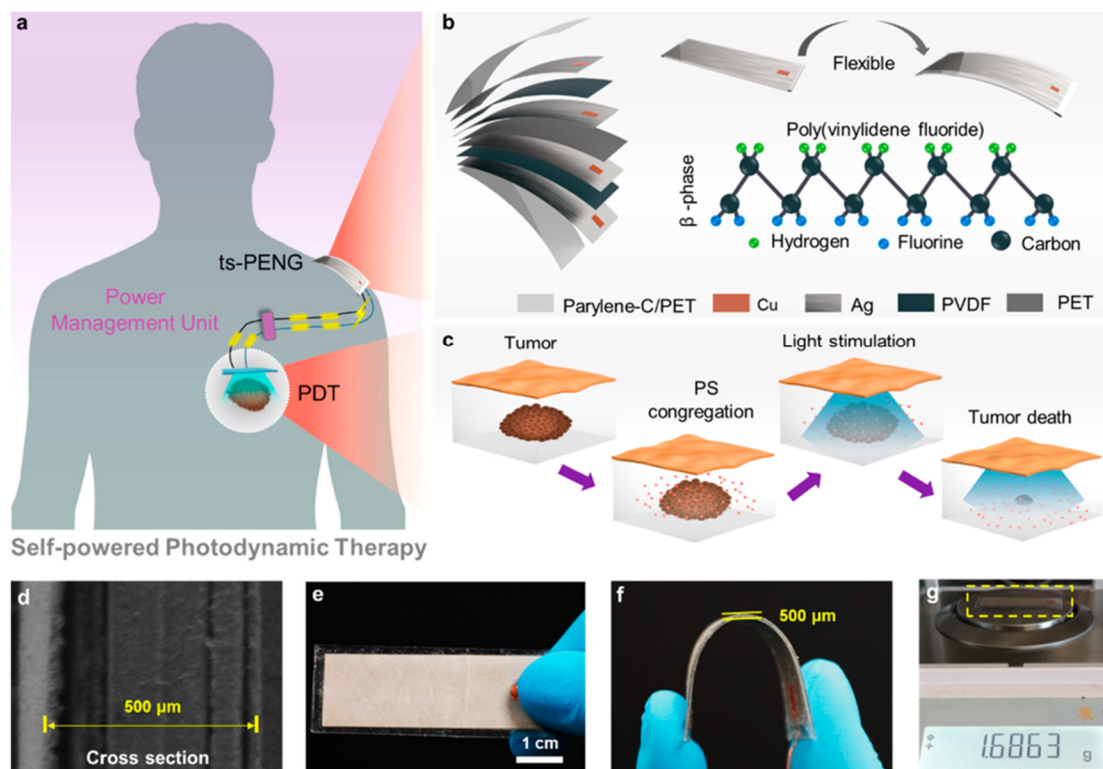 a
ts-PENG
Power
Management Unit
PDT
Self-powered Photodynamic Therapy
b
Flexible
Poly(vinylidene fluoride)
β -phase
Hydrogen
Fluorine
Carbon
Parylene-C/PET
Cu
Ag
PVDF
PET
c
Tumor
PS
congregation
Light stimulation
Tumor death
d
500 μm
Cross section
e
1 cm
f
500 μm
g
1.6863 g